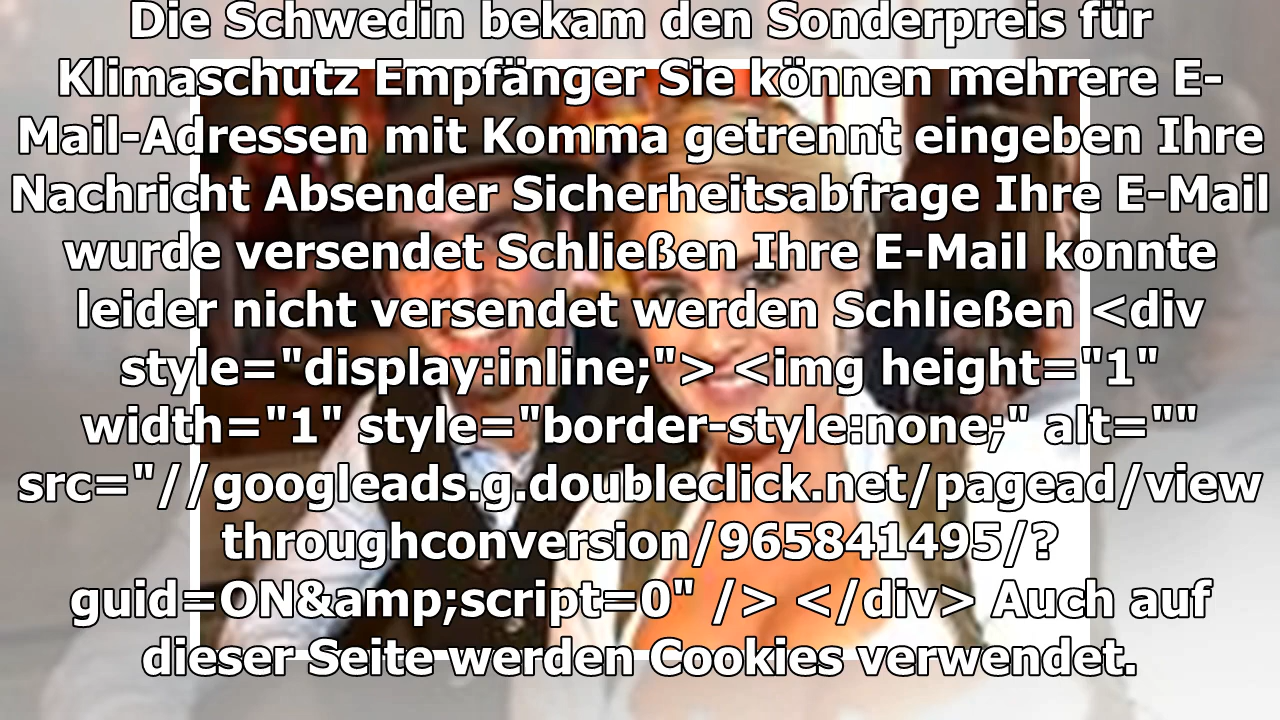 Die Schwedin bekam den Sonderpreis für
Klimaschutz Empfänger Sie können mehrere E-
Mail-Adressen mit Komma getrennt eingeben Ihre
Nachricht Absender Sicherheitsabfrage Ihre E-Mail
wurde versendet Schließen Ihre E-Mail konnte
leider nicht versendet werden Schließen <div
style="display:inline;"> <img height="1"
width="1" style="border-style:none;" alt=""
src="//googleads.g.doubleclick.net/pagead/view
throughconversion/965841495/?
guid=ON&amp;script=0" /> </div> Auch auf
dieser Seite werden Cookies verwendet.